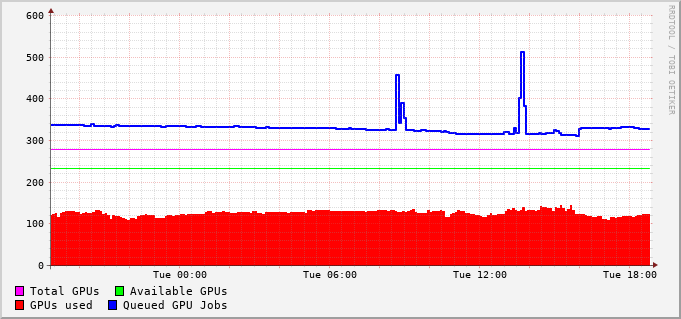 600
500
400
300
200
100
0
Tue 00:00 Tue 06:00 Tue 12:00 Tue 18:00
Total GPUs Available GPUs
GPUs used Queued GPU Jobs
RRDTOOL / TOBI OETIKER